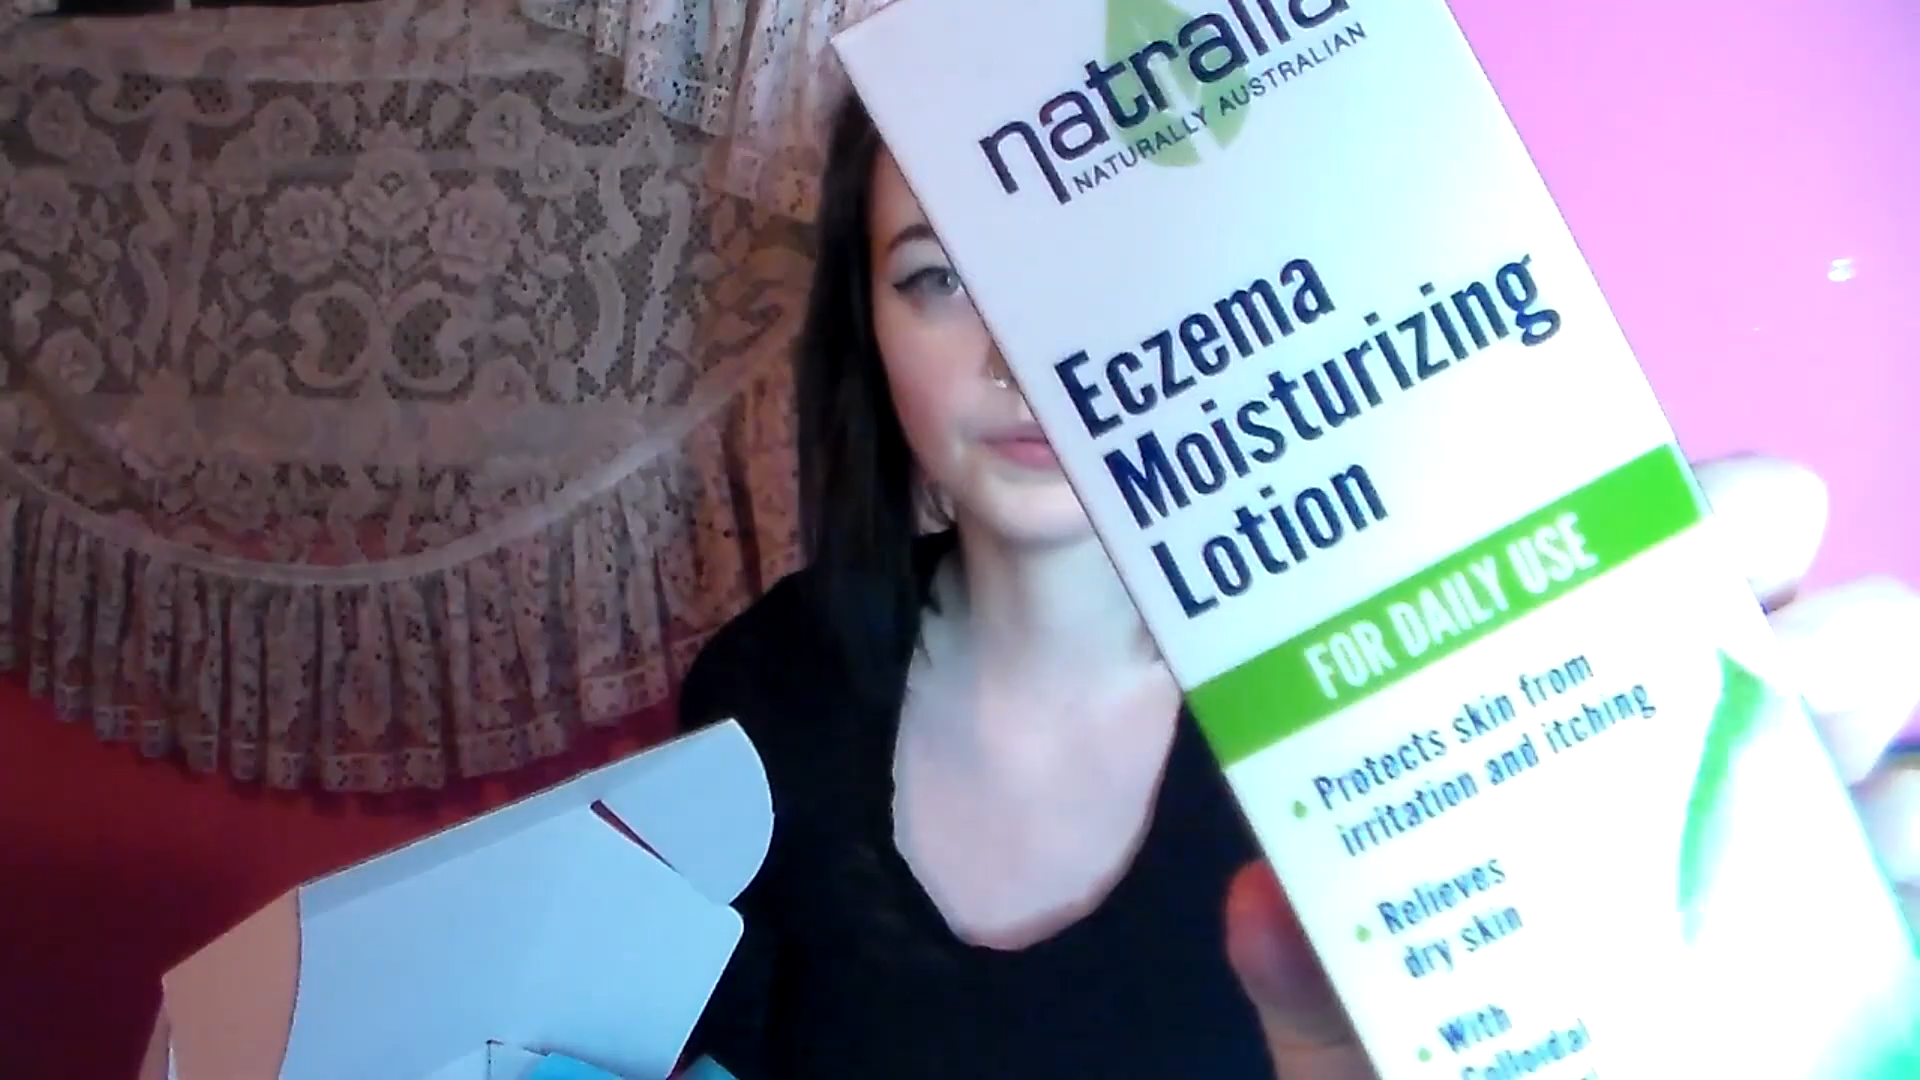 natralia
NATURALLY AUSTRALIAN
Eczema
Moisturizing
Lotion
FOR DAILY USE
Protects skin from
irritation and itching
Relieves
dry skin
With
Colloidal